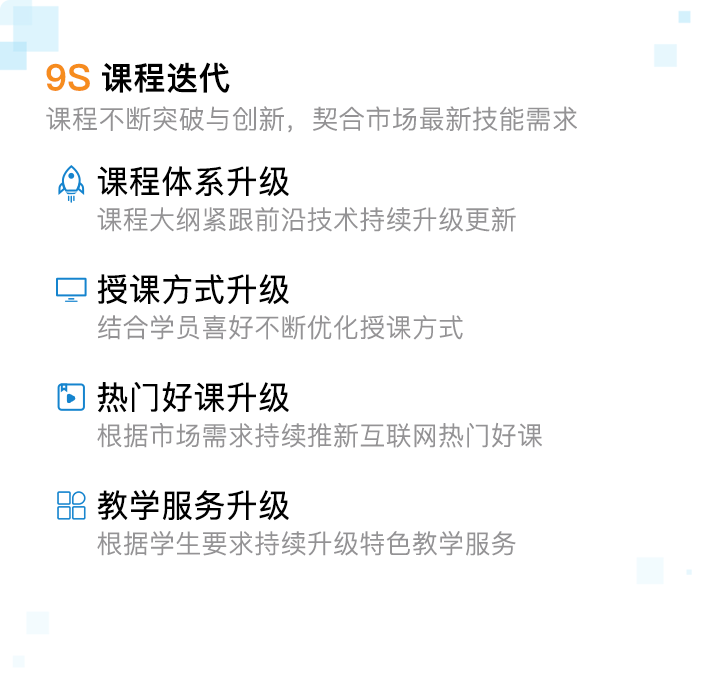 9S 课程迭代
课程不断突破与创新，契合市场最新技能需求
课程体系升级
课程大纲紧跟前沿技术持续升级更新
授课方式升级
结合学员喜好不断优化授课方式
热门好课升级
根据市场需求持续推新互联网热门好课
教学服务升级
根据学生要求持续升级特色教学服务